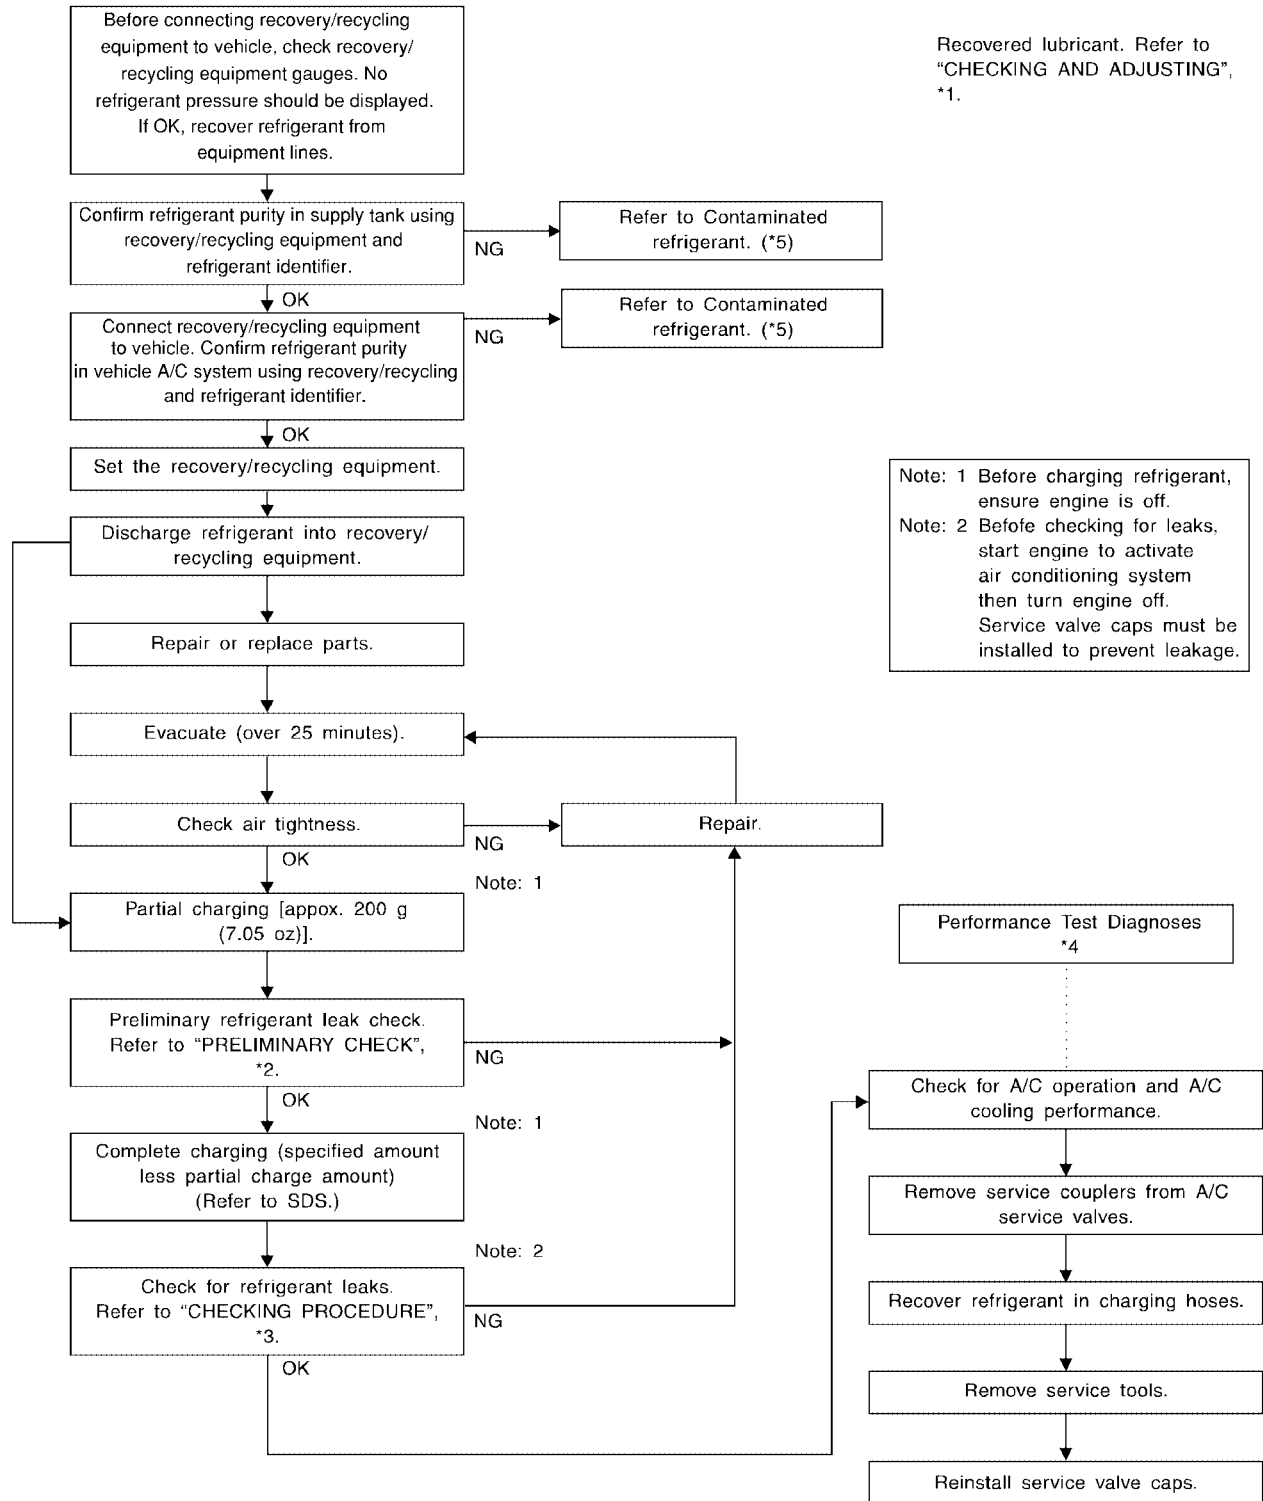 Before connecting recovery/recycling
equipment to vehicle, check recovery/
recycling equipment gauges. No
refrigerant pressure should be displayed.
If OK, recover refrigerant from
equipment lines.
Recovered lubricant. Refer to
“CHECKING AND ADJUSTING”,
*1.
Confirm refrigerant purity in supply tank using
recovery/recycling equipment and
refrigerant identifier.
NG
Refer to Contaminated
refrigerant. (*5)
OK
Connect recovery/recycling equipment
to vehicle. Confirm refrigerant purity
in vehicle A/C system using recovery/recycling
and refrigerant identifier.
NG
Refer to Contaminated
refrigerant. (*5)
OK
Set the recovery/recycling equipment.
Discharge refrigerant into recovery/
recycling equipment.
Note: 1 Before charging refrigerant,
ensure engine is off.
Note: 2 Befofe checking for leaks,
start engine to activate
air conditioning system
then turn engine off.
Service valve caps must be
installed to prevent leakage.
Repair or replace parts.
Evacuate (over 25 minutes).
Check air tightness.
NG
Repair.
OK
Note: 1
Partial charging [appox. 200 g
(7.05 oz)].
Preliminary refrigerant leak check.
Refer to “PRELIMINARY CHECK”,
*2.
NG
OK
Note: 1
Complete charging (specified amount
less partial charge amount)
(Refer to SDS.)
Note: 2
Check for refrigerant leaks.
Refer to “CHECKING PROCEDURE”,
*3.
NG
OK
Performance Test Diagnoses
*4
Check for A/C operation and A/C
cooling performance.
Remove service couplers from A/C
service valves.
Recover refrigerant in charging hoses.
Remove service tools.
Reinstall service valve caps.